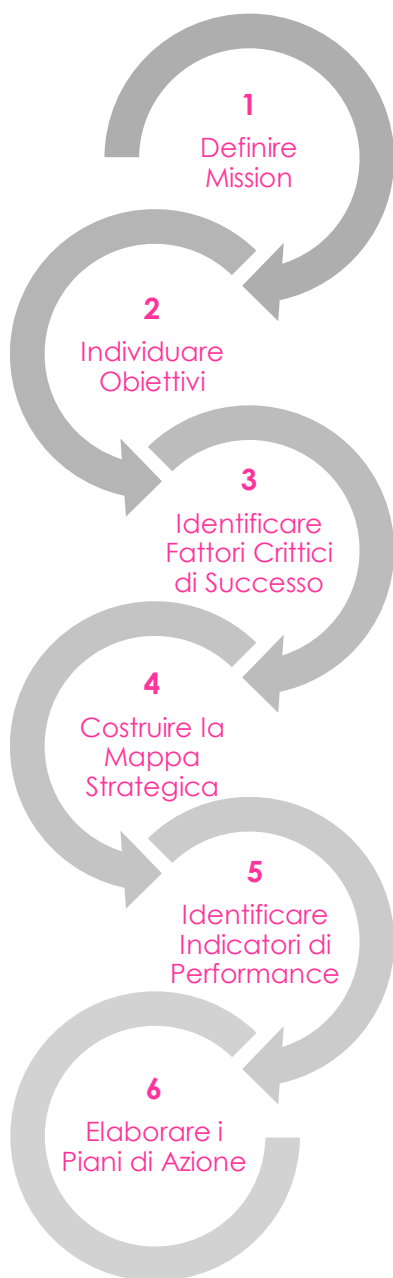 1
Definire
Mission
2
Individuare
Obiettivi
3
Identificare
Fattori Crittici
di Successo
4
Costruire la
Mappa
Strategica
5
Identificare
Indicatori di
Performance
6
Elaborare i
Piani di Azione